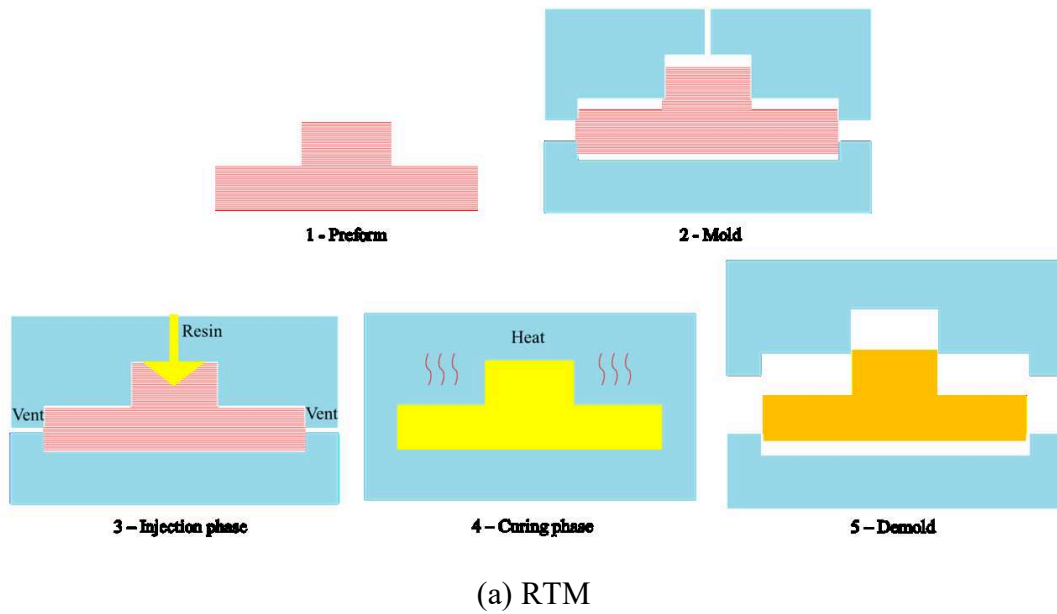 1 - Preform
2 - Mold
Resin
Vent
Vent
3 – Injection phase
Heat
4 – Curing phase
5 – Demold
(a) RTM